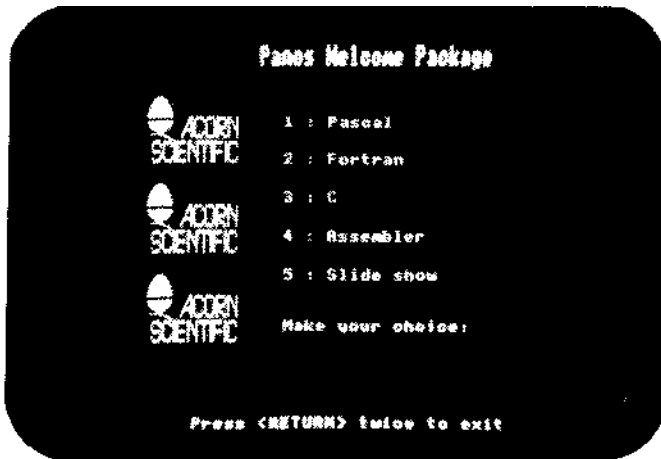 Panos Welcome Package
ACORN
SCIENTIFIC
1 : Pascal
2 : Fortran
ACORN
SCIENTIFIC
3 : C
4 : Assembler
ACORN
SCIENTIFIC
5 : Slide show
Make your choice:
Press <RETURN> twice to exit